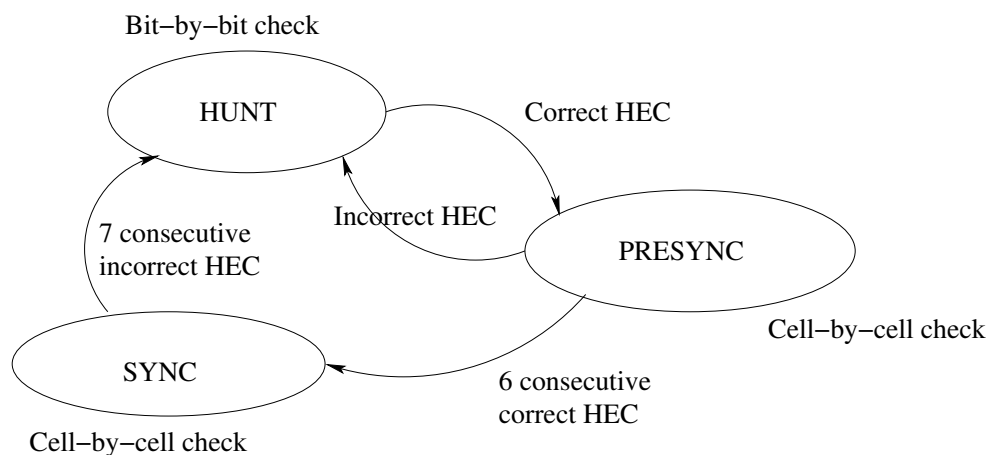 Bit−by−bit check
HUNT
Correct HEC
Incorrect HEC
7 consecutive
incorrect HEC
PRESYNC
Cell−by−cell check
SYNC
6 consecutive
correct HEC
Cell−by−cell check